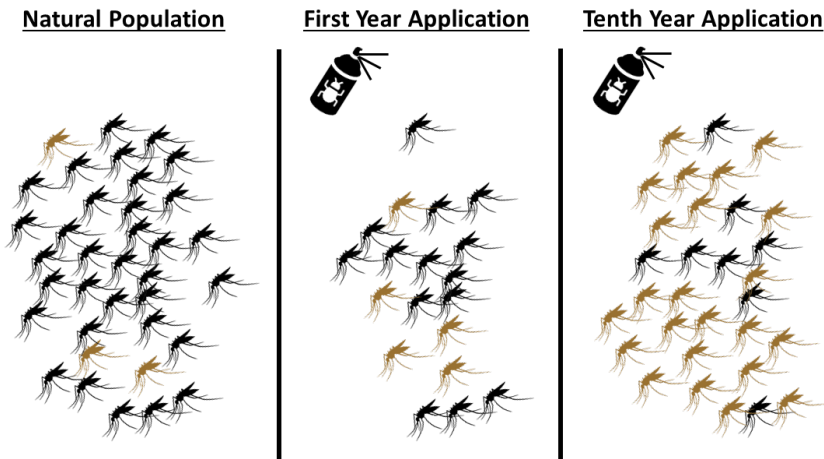 Natural Population
First Year Application
Tenth Year Application